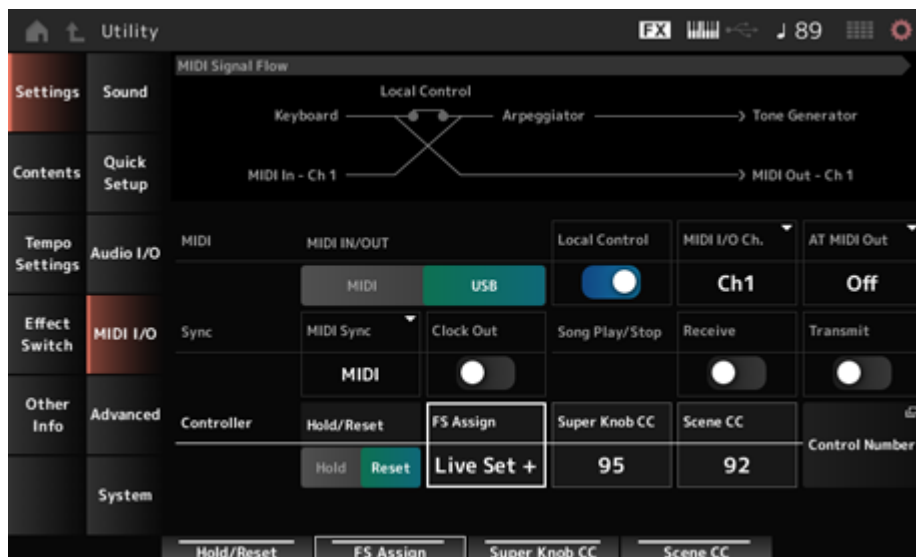 Utility
FX
♩ 89
Settings
Sound
Contents
Quick
Setup
Tempo
Settings
Audio I/O
Effect
Switch
MIDI I/O
Other
Info
Advanced
System
MIDI Signal Flow
Local Control
Keyboard
Arpeggiator
Tone Generator
MIDI In - Ch 1
MIDI Out - Ch 1
MIDI
MIDI IN/OUT
MIDI
USB
Local Control
MIDI I/O Ch.
Ch1
AT MIDI Out
Off
Sync
MIDI Sync
MIDI
Clock Out
Song Play/Stop
Receive
Transmit
Controller
Hold/Reset
Hold
Reset
FS Assign
Live Set +
Super Knob CC
95
Scene CC
92
Control Number
Hold/Reset
FS Assign
Super Knob CC
Scene CC